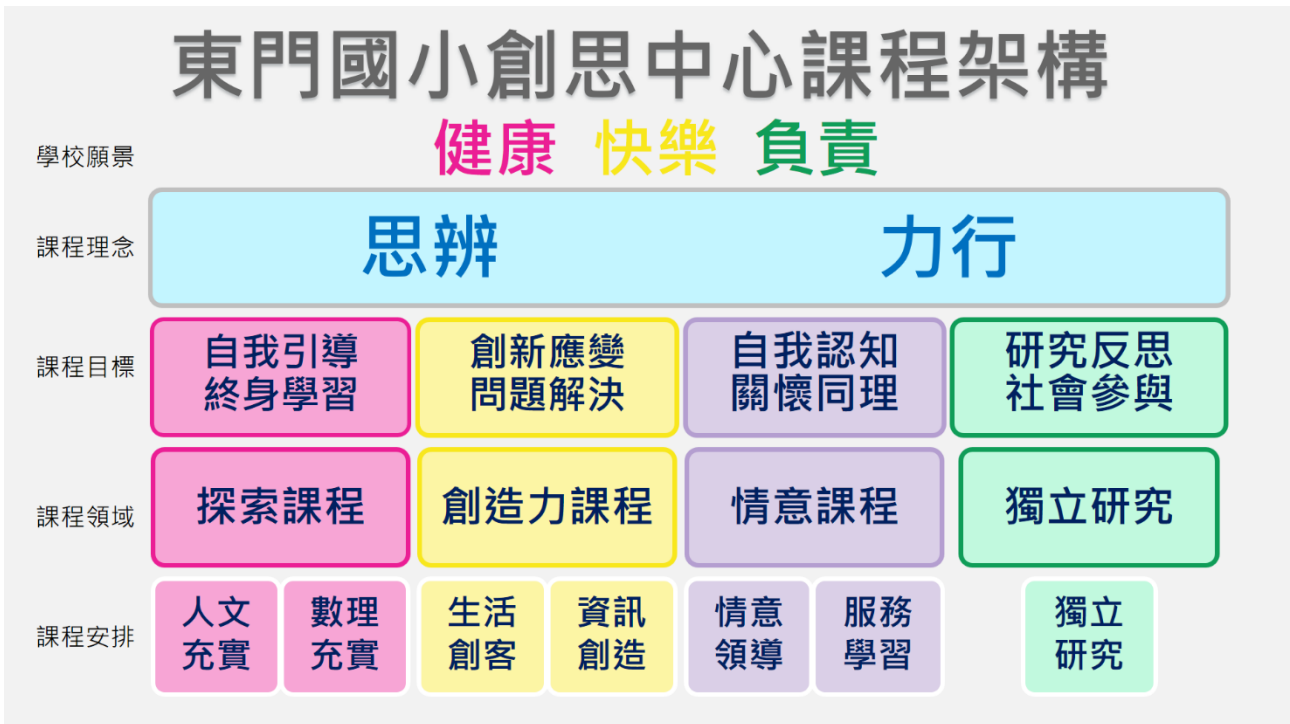 東門國小創思中心課程架構
學校願景
健康 快樂 負責
課程理念
思辨 力行
課程目標
自我引導
終身學習
創新應變
問題解決
自我認知
關懷同理
研究反思
社會參與
課程領域
探索課程
創造力課程
情意課程
獨立研究
課程安排
人文
充實
數理
充實
生活
創客
資訊
創造
情意
領導
服務
學習
獨立
研究